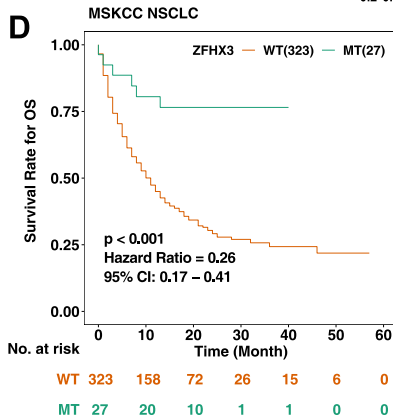 D
MSKCC NSCLC
ZFHX3 WT(323) MT(27)
Survival Rate for OS
1.00
0.75
0.50
0.25
0.00
p < 0.001
Hazard Ratio = 0.26
95% CI: 0.17 – 0.41
0 10 20 30 40 50 60
No. at risk Time (Month)
WT 323 158 72 26 15 6 0
MT 27 20 10 1 1 0 0